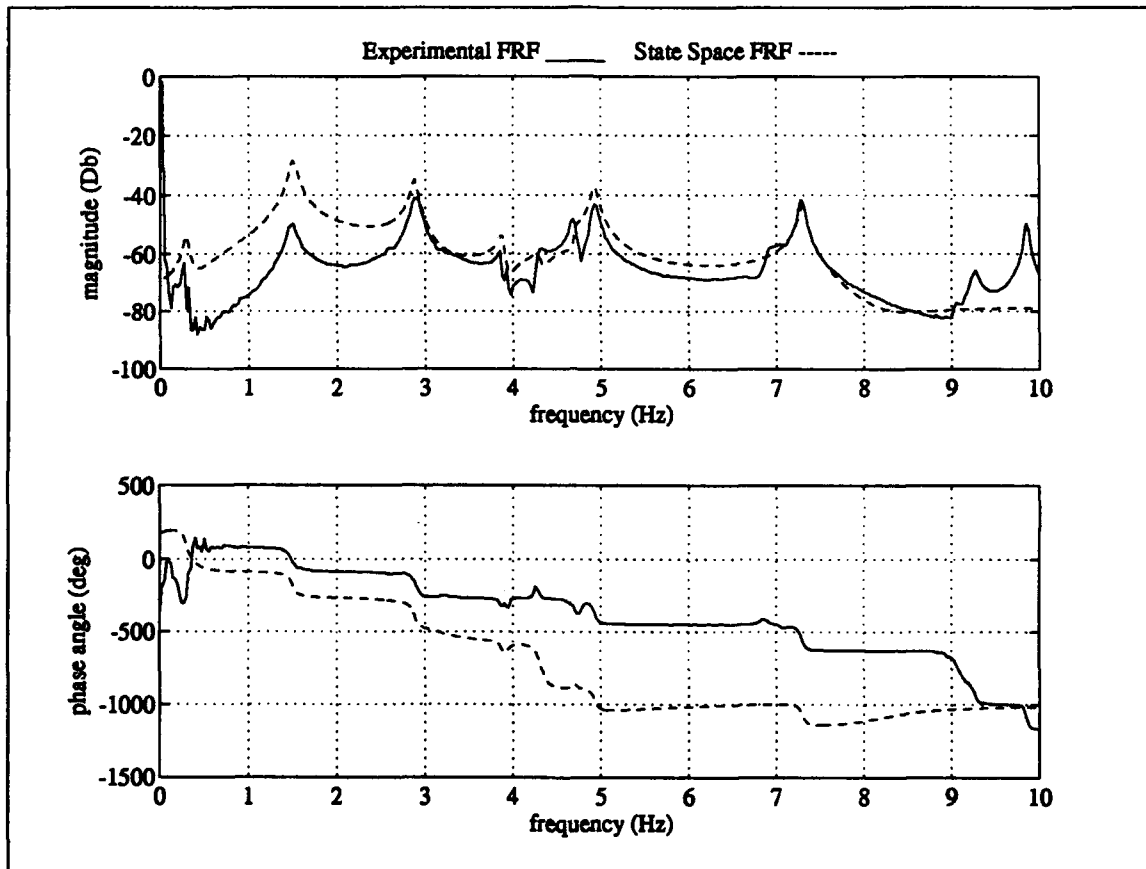 Experimental FRF _____ State Space FRF -----
0
-20
-40
-60
-80
-100
magnitude (Db)
0 1 2 3 4 5 6 7 8 9 10
frequency (Hz)
500
0
-500
-1000
-1500
phase angle (deg)
0 1 2 3 4 5 6 7 8 9 10
frequency (Hz)